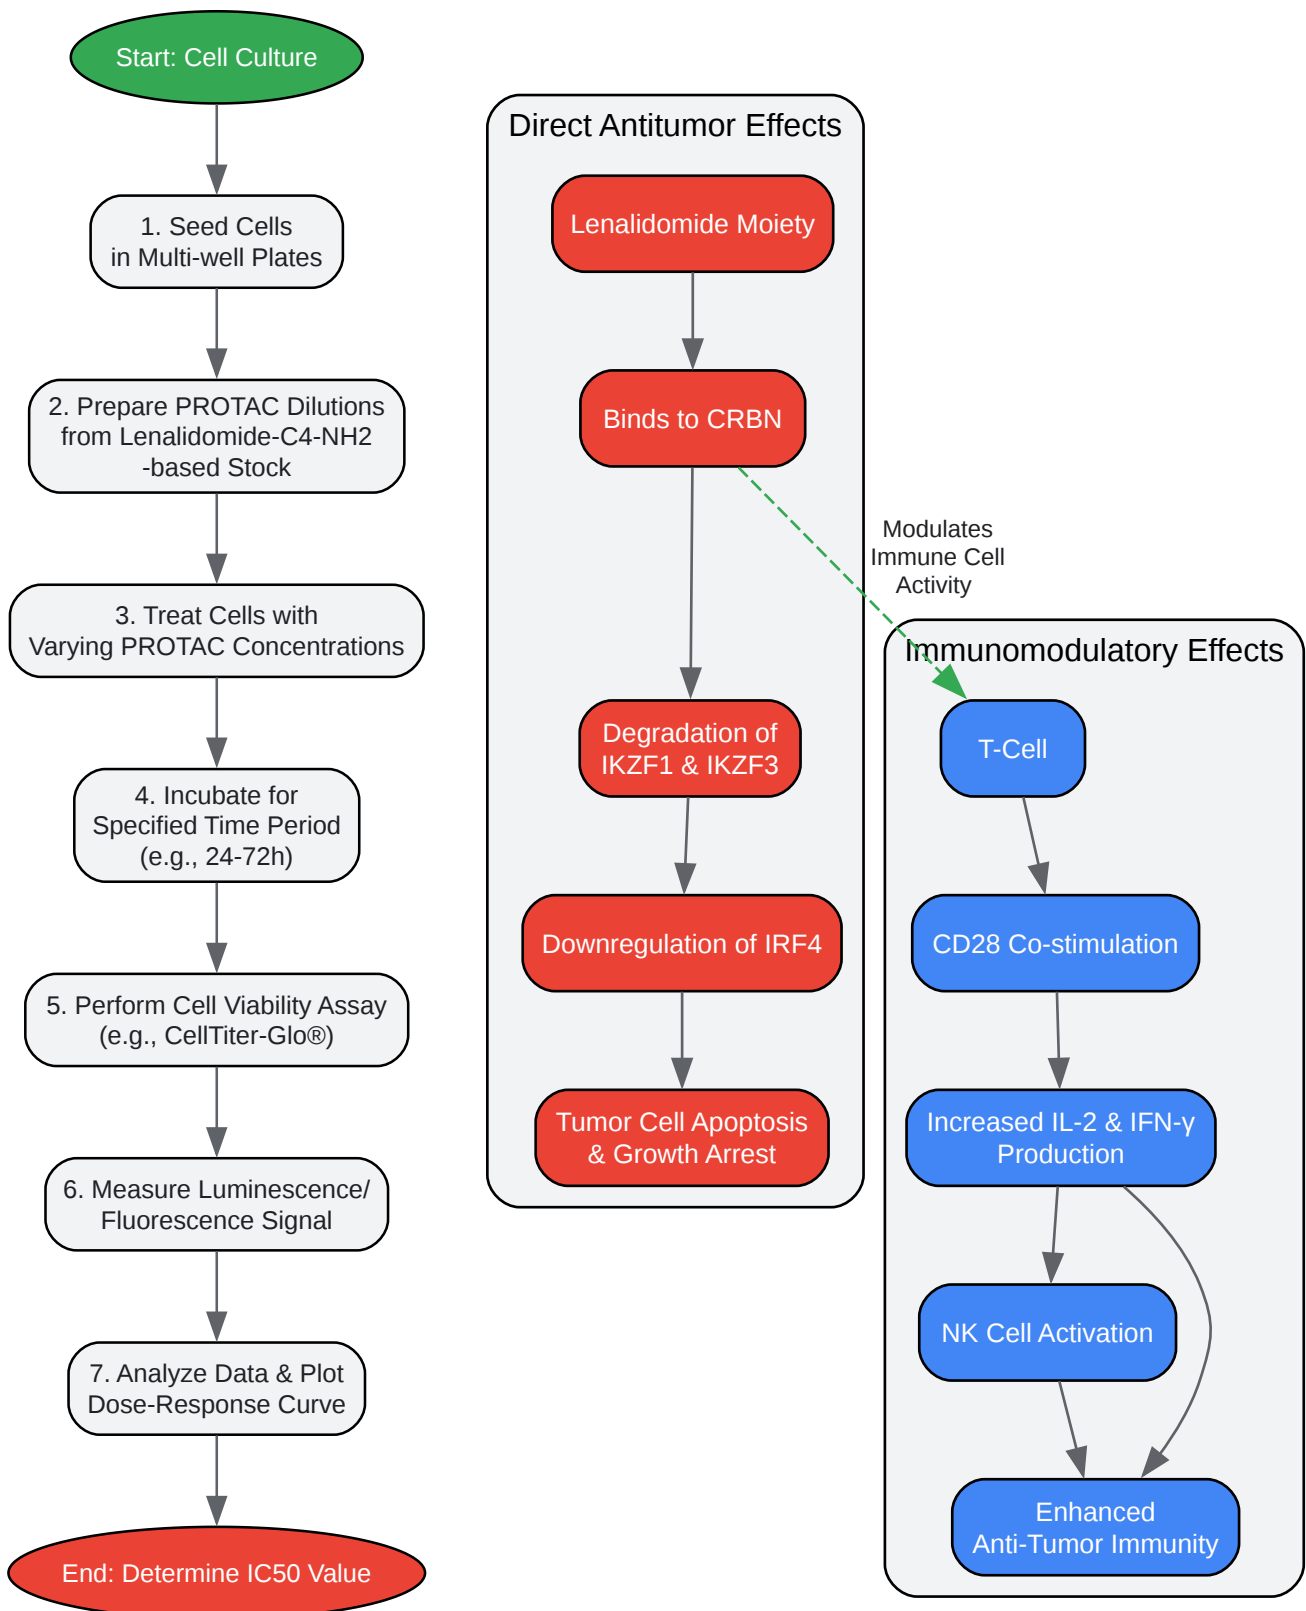 Start: Cell Culture
1. Seed Cells
in Multi-well Plates
2. Prepare PROTAC Dilutions
from Lenalidomide-C4-NH2
-based Stock
3. Treat Cells with
Varying PROTAC Concentrations
4. Incubate for
Specified Time Period
(e.g., 24-72h)
5. Perform Cell Viability Assay
(e.g., CellTiter-Glo®)
6. Measure Luminescence/
Fluorescence Signal
7. Analyze Data & Plot
Dose-Response Curve
End: Determine IC50 Value
Direct Antitumor Effects
Lenalidomide Moiety
Binds to CRBN
Degradation of
IKZF1 & IKZF3
Downregulation of IRF4
Tumor Cell Apoptosis
& Growth Arrest
Modulates
Immune Cell
Activity
Immunomodulatory Effects
T-Cell
CD28 Co-stimulation
Increased IL-2 & IFN-γ
Production
NK Cell Activation
Enhanced
Anti-Tumor Immunity